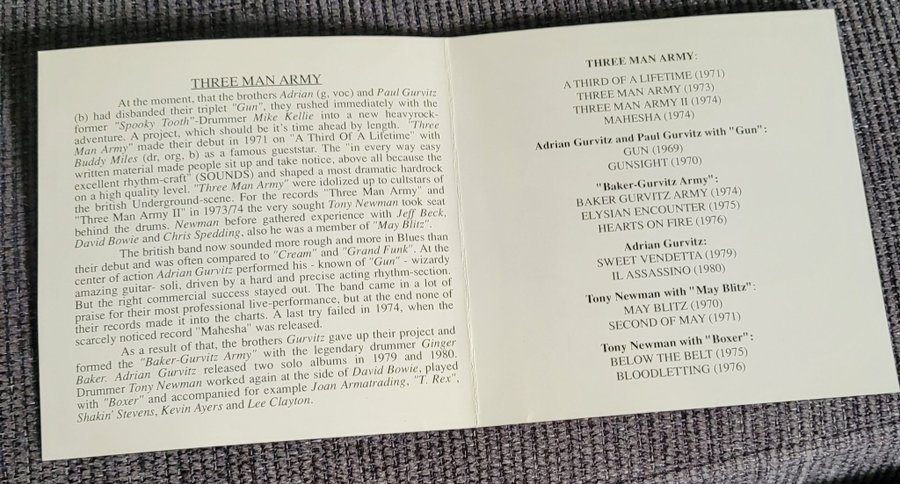 THREE MAN ARMY
At the moment, that the brothers Adrian (g, voc) and Paul Gurvitz
(b) had disbanded their triplet "Gun", they rushed immediately with the
former "Spooky Tooth"-Drummer Mike Kellie into a new heavyrock-
adventure. A project, which should be it's time ahead by length. "Three
Man Army" made their debut in 1971 on "A Third Of A Lifetime" with
Buddy Miles (dr, org, b) as a famous gueststar. The "in every way easy
written material made people sit up and take notice, above all because the
excellent rhythm-craft" (SOUNDS) and shaped a most dramatic hardrock
on a high quality level. "Three Man Army" were idolized up to cultstars of
the british Underground-scene. For the records "Three Man Army" and
"Three Man Army II" in 1973/74 the very sought Tony Newman took seat
behind the drums. Newman before gathered experience with Jeff Beck,
David Bowie and Chris Spedding, also he was a member of "May Blitz".
The british band now sounded more rough and more in Blues than
their debut and was often compared to "Cream" and "Grand Funk". At the
center of action Adrian Gurvitz performed his - known of "Gun" - wizardy
amazing guitar- soli, driven by a hard and precise acting rhythm-section.
But the right commercial success stayed out. The band came in a lot of
praise for their most professional live-performance, but at the end none of
their records made it into the charts. A last try failed in 1974, when the
scarcely noticed record "Mahesha" was released.
As a result of that, the brothers Gurvitz gave up their project and
formed the "Baker-Gurvitz Army" with the legendary drummer Ginger
Baker. Adrian Gurvitz released two solo albums in 1979 and 1980.
Drummer Tony Newman worked again at the side of David Bowie, played
with "Boxer" and accompanied for example Joan Armatrading, "T. Rex",
Shakin' Stevens, Kevin Ayers and Lee Clayton.
THREE MAN ARMY:
A THIRD OF A LIFETIME (1971)
THREE MAN ARMY (1973)
THREE MAN ARMY II (1974)
MAHESHA (1974)
Adrian Gurvitz and Paul Gurvitz with "Gun":
GUN (1969)
GUNSIGHT (1970)
"Baker-Gurvitz Army":
BAKER GURVITZ ARMY (1974)
ELYSIAN ENCOUNTER (1975)
HEARTS ON FIRE (1976)
Adrian Gurvitz:
SWEET VENDETTA (1979)
IL ASSASSINO (1980)
Tony Newman with "May Blitz":
MAY BLITZ (1970)
SECOND OF MAY (1971)
Tony Newman with "Boxer":
BELOW THE BELT (1975)
BLOODLETTING (1976)